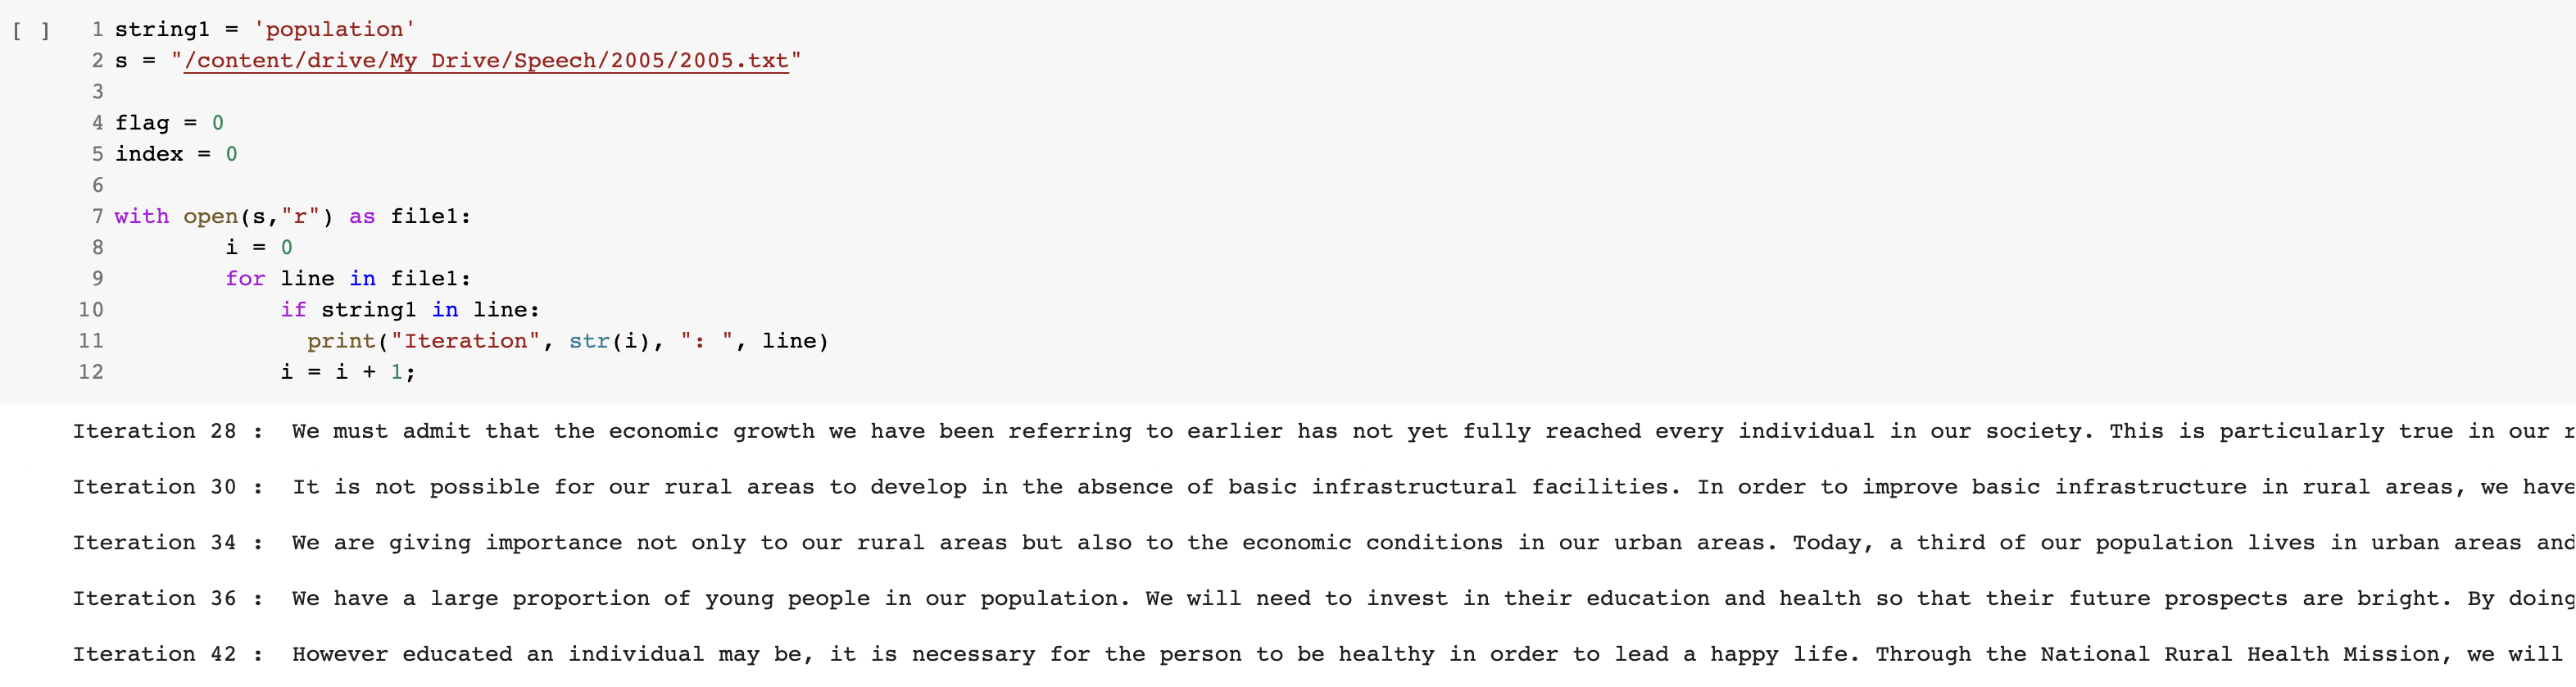 [ ] 1 string1 = 'population'
2 s = "/content/drive/My Drive/Speech/2005/2005.txt"
3
4 flag = 0
5 index = 0
6
7 with open(s,"r") as file1:
8         i = 0
9         for line in file1:
10             if string1 in line:
11               print("Iteration", str(i), ": ", line)
12             i = i + 1;
Iteration 28 :  We must admit that the economic growth we have been referring to earlier has not yet fully reached every individual in our society. This is particularly true in our r
Iteration 30 :  It is not possible for our rural areas to develop in the absence of basic infrastructural facilities. In order to improve basic infrastructure in rural areas, we have
Iteration 34 :  We are giving importance not only to our rural areas but also to the economic conditions in our urban areas. Today, a third of our population lives in urban areas and
Iteration 36 :  We have a large proportion of young people in our population. We will need to invest in their education and health so that their future prospects are bright. By doing
Iteration 42 :  However educated an individual may be, it is necessary for the person to be healthy in order to lead a happy life. Through the National Rural Health Mission, we will